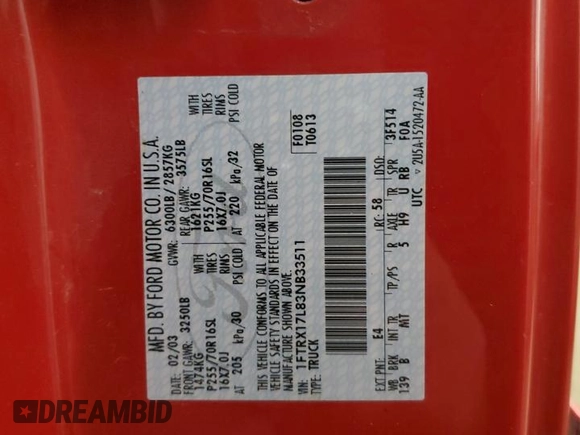 MFD. BY FORD MOTOR CO. IN U.S.A.
DATE: 02/03 GVWR: 6300LB/2857KG
FRONT GAWR: 3250LB REAR GAWR: 3575LB
1474KG WITH 1621KG WITH
P255/70R16SL TIRES P255/70R16SL TIRES
16X7.0J RIMS 16X7.0J RIMS
AT 205 kPa/30 PSI COLD AT 220 kPa/32 PSI COLD
THIS VEHICLE CONFORMS TO ALL APPLICABLE FEDERAL MOTOR
VEHICLE SAFETY STANDARDS IN EFFECT ON THE DATE OF MANUFACTURE
SHOWN ABOVE.
VIN: 1FTRX17L83NB33511 F0108
TYPE: TRUCK T0613
EXT PNT: E4 RC: 58 DSO: 3F514
WB BRK INT TR TP/PS R AXLE TR SPR F0A
139 B MT 5 H9 U RB
UTC ▽ 2U5A-1520472-AA
DREAMBID